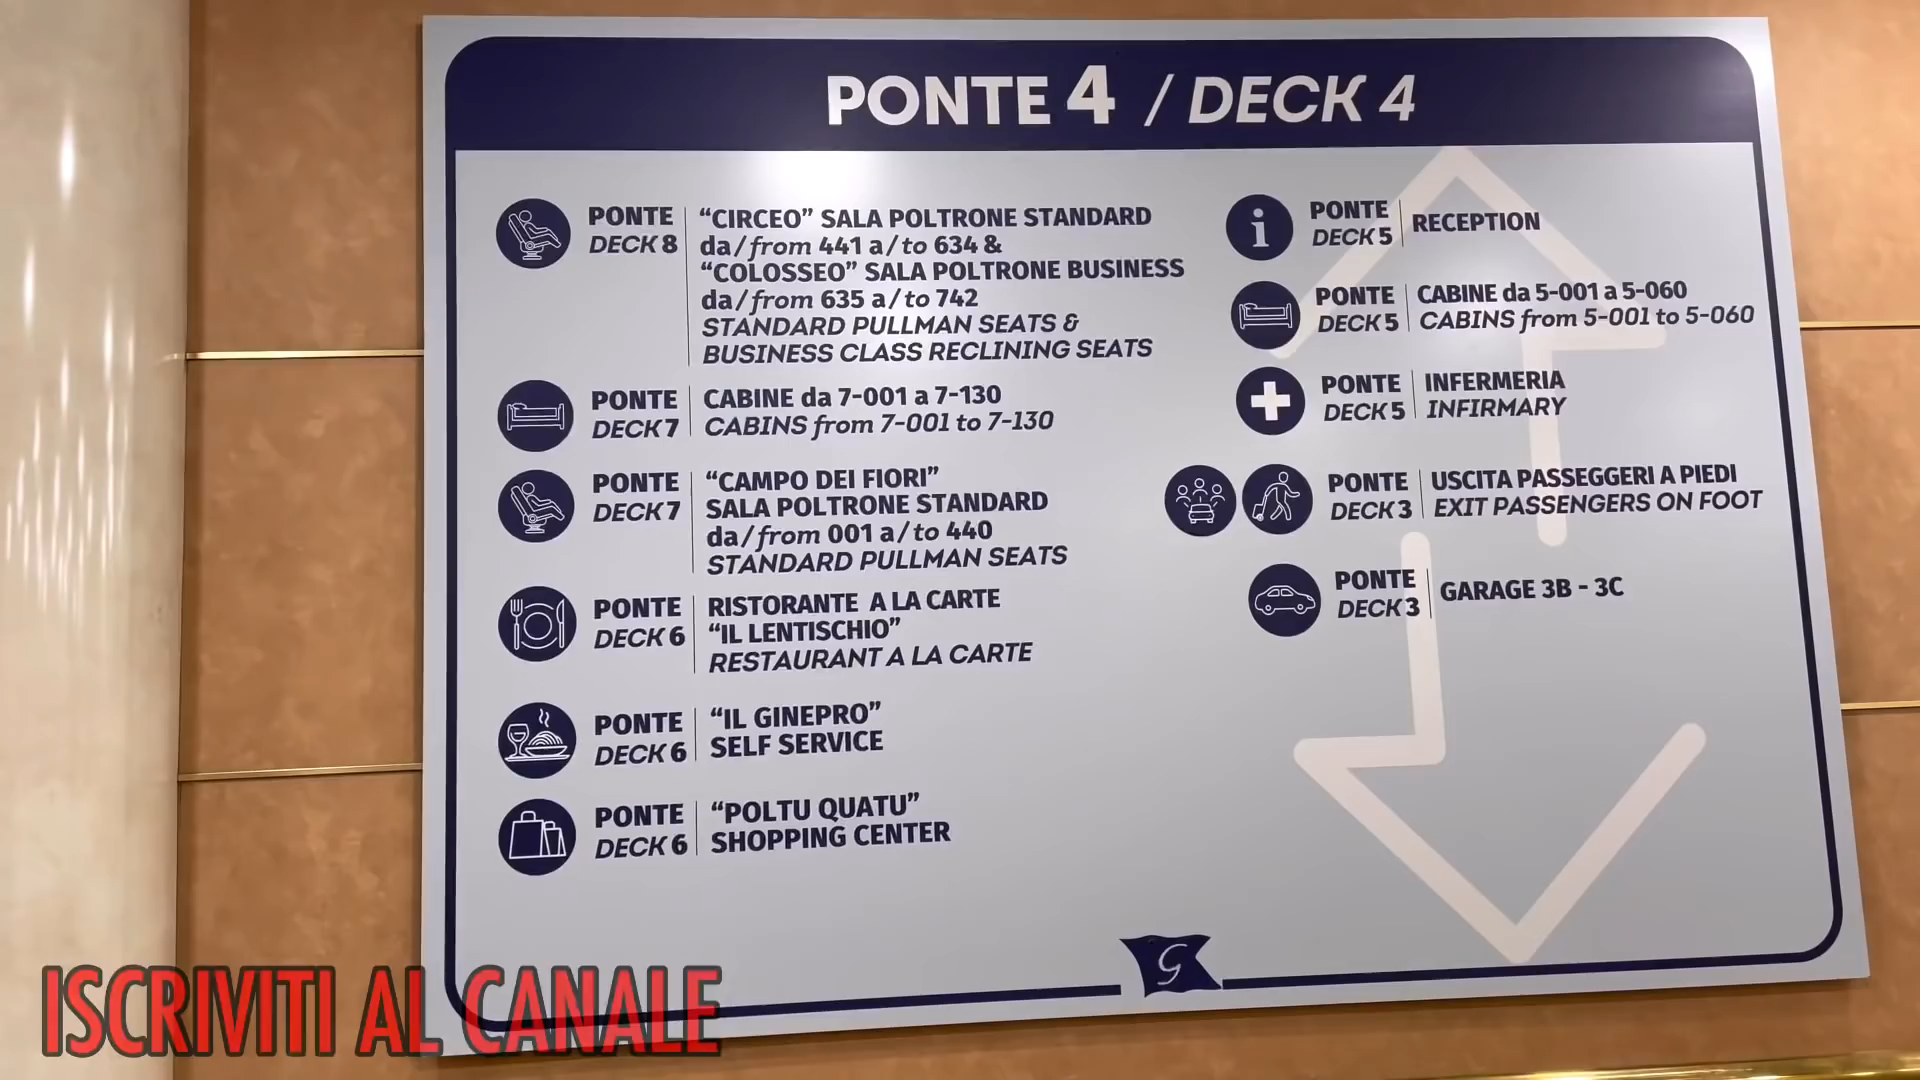 PONTE 4 / DECK 4
PONTE
DECK 8
"CIRCEO" SALA POLTRONE STANDARD
da/from 441 a/to 634 &
"COLOSSEO" SALA POLTRONE BUSINESS
da/from 635 a/to 742
STANDARD PULLMAN SEATS &
BUSINESS CLASS RECLINING SEATS
PONTE
DECK 7
CABINE da 7-001 a 7-130
CABINS from 7-001 to 7-130
PONTE
DECK 7
"CAMPO DEI FIORI"
SALA POLTRONE STANDARD
da/from 001 a/to 440
STANDARD PULLMAN SEATS
PONTE
DECK 6
RISTORANTE A LA CARTE
"IL LENTISCHIO"
RESTAURANT A LA CARTE
PONTE
DECK 6
"IL GINEPRO"
SELF SERVICE
PONTE
DECK 6
"POLTU QUATU"
SHOPPING CENTER
i
PONTE
DECK 5
RECEPTION
PONTE
DECK 5
CABINE da 5-001 a 5-060
CABINS from 5-001 to 5-060
PONTE
DECK 5
INFERMERIA
INFIRMARY
PONTE
DECK 3
USCITA PASSEGGERI A PIEDI
EXIT PASSENGERS ON FOOT
PONTE
DECK 3
GARAGE 3B - 3C
G
ISCRIVITI AL CANALE